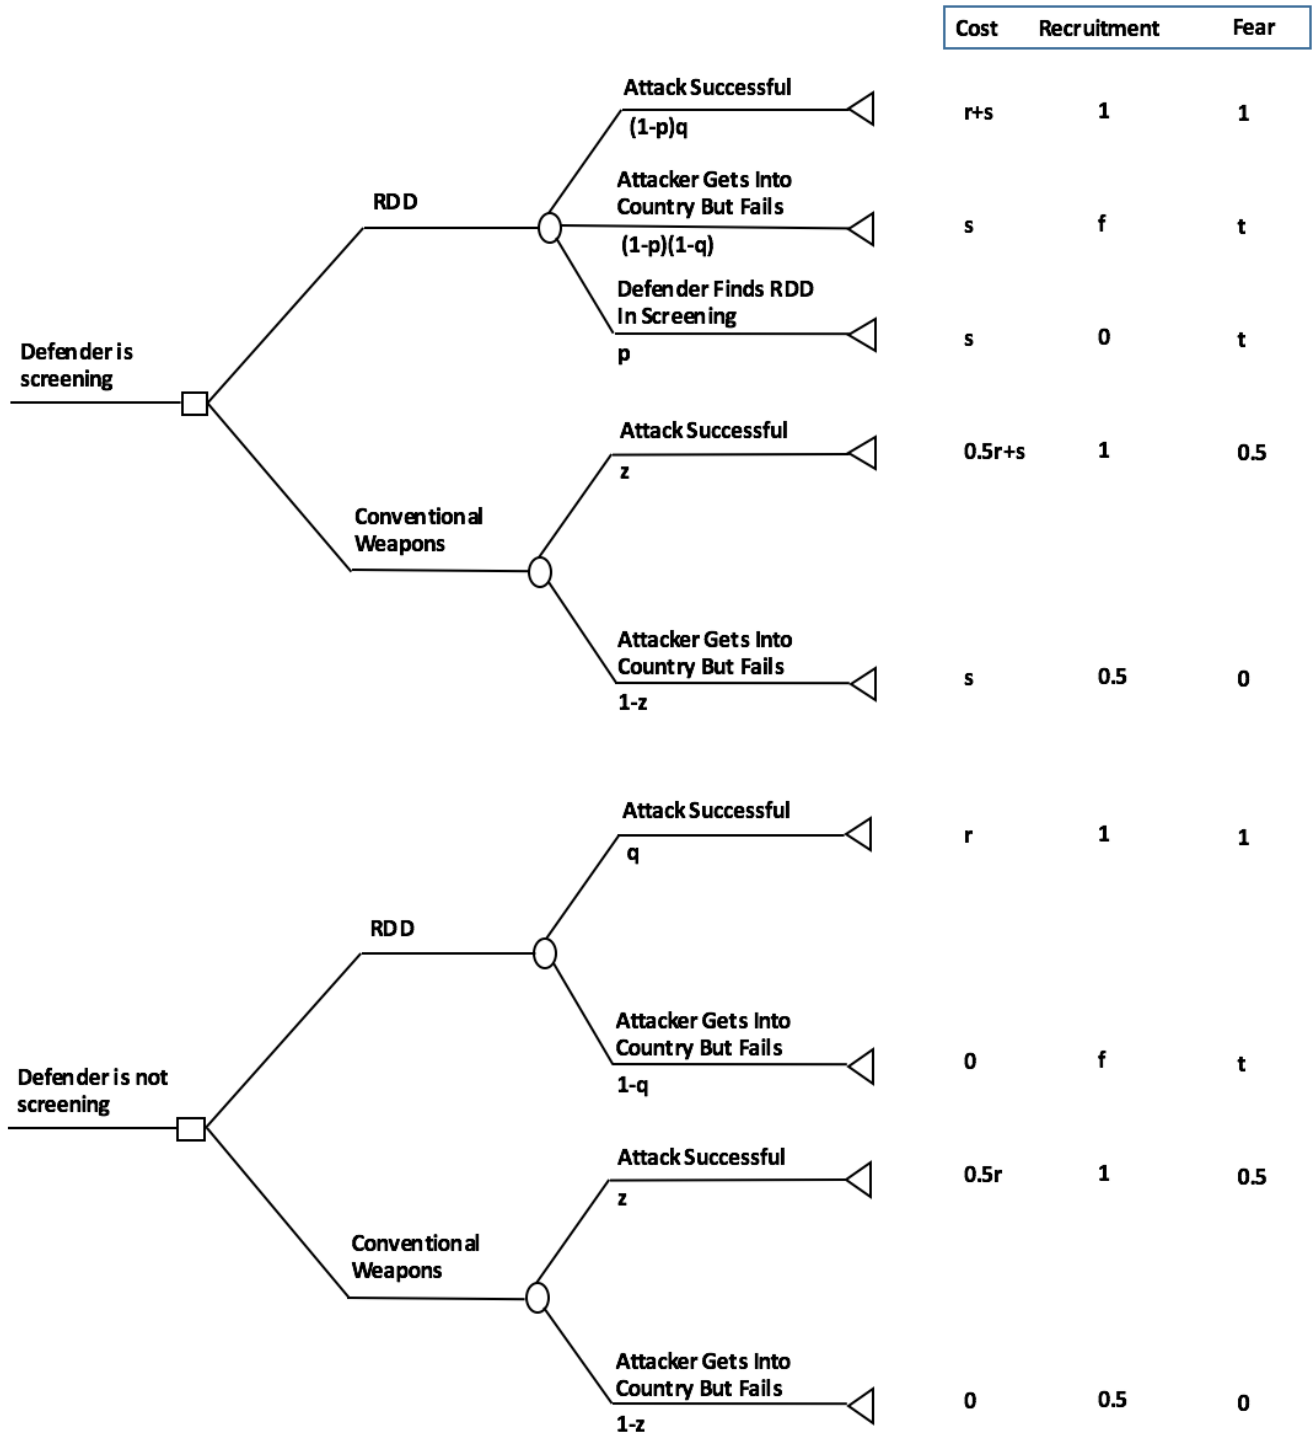 Cost Recruitment Fear
Attack Successful
(1-p)q
r+s 1 1
RDD
Attacker Gets Into
Country But Fails
(1-p)(1-q)
s f t
Defender Finds RDD
In Screening
p
s 0 t
Defender is
screening
Attack Successful
z
0.5r+s 1 0.5
Conventional
Weapons
Attacker Gets Into
Country But Fails
1-z
s 0.5 0
Attack Successful
q
r 1 1
RDD
Attacker Gets Into
Country But Fails
1-q
0 f t
Defender is not
screening
Attack Successful
z
0.5r 1 0.5
Conventional
Weapons
Attacker Gets Into
Country But Fails
1-z
0 0.5 0